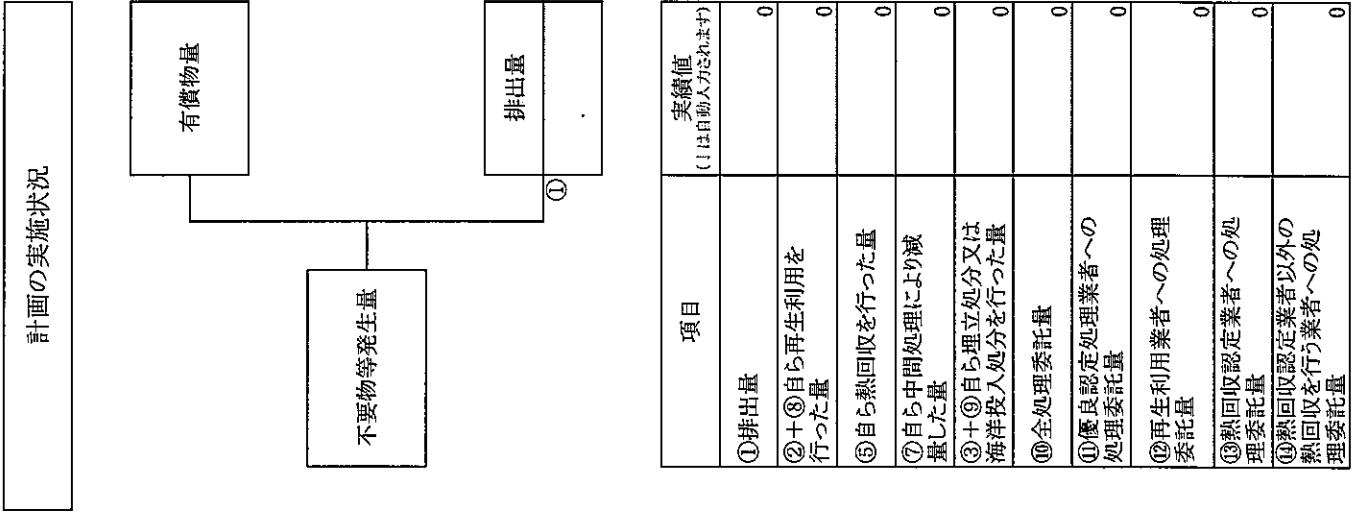 計画の実施状況
有償物量
不要物等発生量
排出量
①
項目
実績値
(↓は自動入力されます)
①排出量
0
②+⑧自ら再生利用を
行った量
0
⑤自ら熱回収を行った量
0
⑦自ら中間処理により減
量した量
0
③+⑨自ら埋立処分又は
海洋投入処分を行った量
0
⑩全処理委託量
0
⑪優良認定処理業者への
処理委託量
0
⑫再生利用業者への処理
委託量
0
⑬熱回収認定業者への処
理委託量
0
⑭熱回収認定業者以外の
熱回収を行う業者への処
理委託量
0